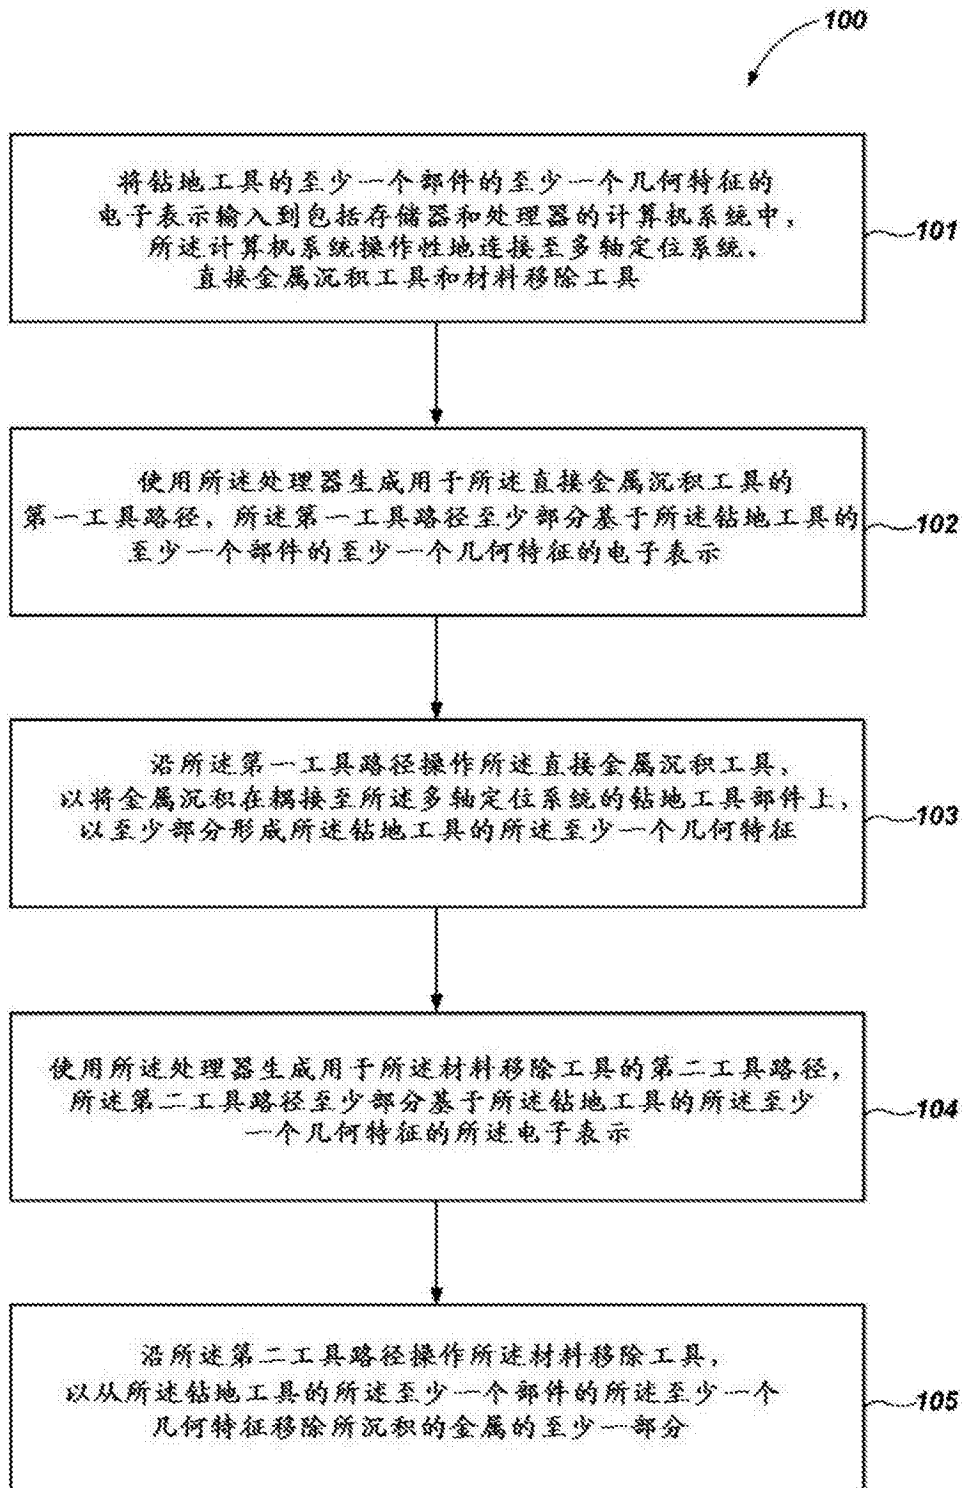 100
将钻地工具的至少一个部件的至少一个几何特征的
电子表示输入到包括存储器和处理器的计算机系统中，
所述计算机系统操作性地连接至多轴定位系统、
直接金属沉积工具和材料移除工具
101
使用所述处理器生成用于所述直接金属沉积工具的
第一工具路径，所述第一工具路径至少部分基于所述钻地工具的
至少一个部件的至少一个几何特征的电子表示
102
沿所述第一工具路径操作所述直接金属沉积工具，
以将金属沉积在耦接至所述多轴定位系统的钻地工具部件上，
以至少部分形成所述钻地工具的所述至少一个几何特征
103
使用所述处理器生成用于所述材料移除工具的第二工具路径，
所述第二工具路径至少部分基于所述钻地工具的所述至少
一个几何特征的所述电子表示
104
沿所述第二工具路径操作所述材料移除工具，
以从所述钻地工具的所述至少一个部件的所述至少一个
几何特征移除所沉积的金属的至少一部分
105